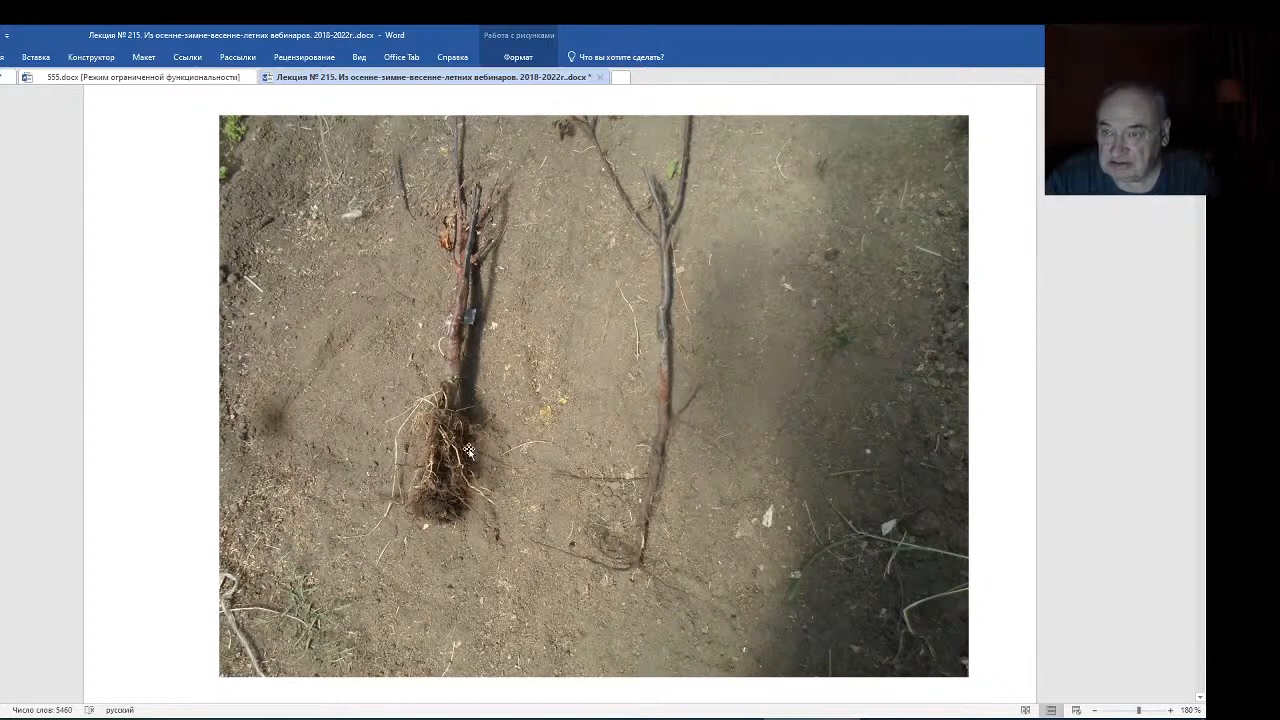 Лекция № 215. Из осенне-зимне-весенне-летних вебинаров. 2018-2022г..docx - Word
Работа с рисунками
я Вставка Конструктор Макет Ссылки Рассылки Рецензирование Вид Office Tab Справка Формат Что вы хотите сделать?
555.docx [Режим ограниченной функциональности] Лекция № 215. Из осенне-зимне-весенне-летних вебинаров. 2018-2022г..docx *
Число слов: 5460 русский 180 %